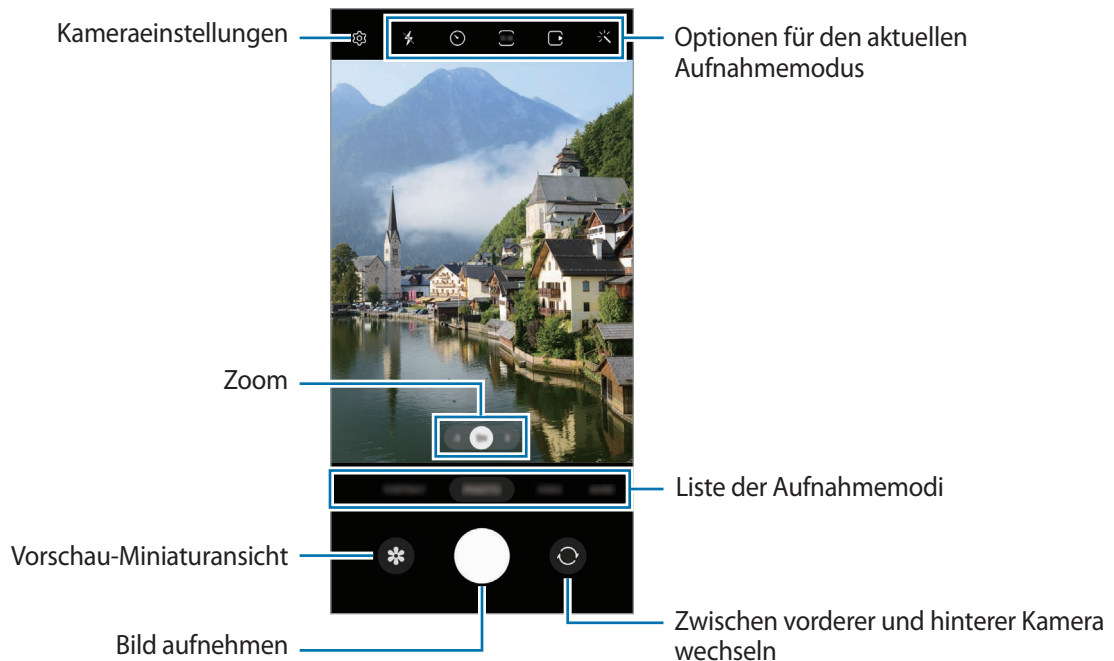 Kameraeinstellungen
Optionen für den aktuellen
Aufnahmemodus
Zoom
Liste der Aufnahmemodi
Vorschau-Miniaturansicht
Bild aufnehmen
Zwischen vorderer und hinterer Kamera
wechseln